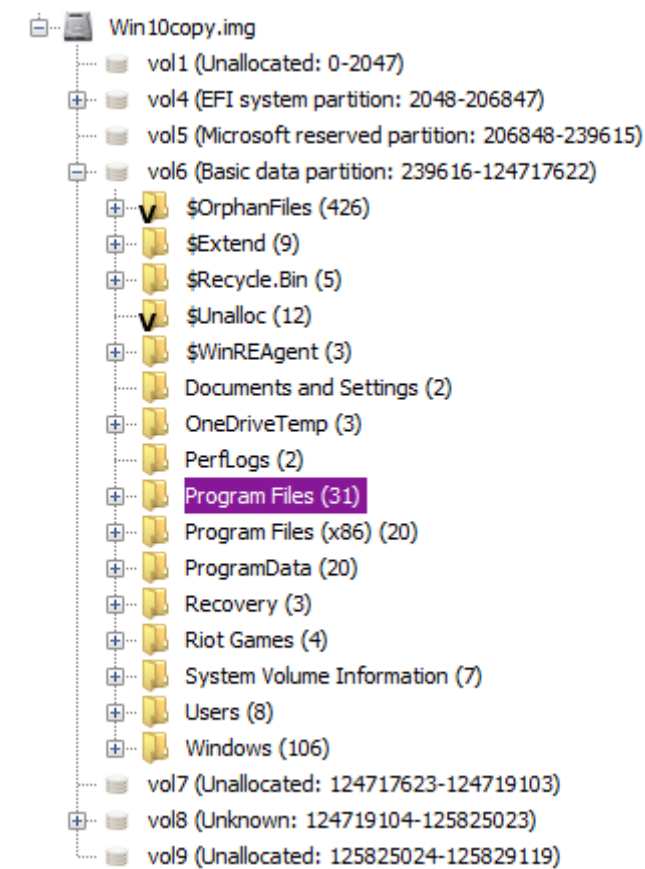 Win10copy.img
vol1 (Unallocated: 0-2047)
vol4 (EFI system partition: 2048-206847)
vol5 (Microsoft reserved partition: 206848-239615)
vol6 (Basic data partition: 239616-124717622)
V $OrphanFiles (426)
$Extend (9)
$Recycle.Bin (5)
V $Unalloc (12)
$WinREAgent (3)
Documents and Settings (2)
OneDriveTemp (3)
PerfLogs (2)
Program Files (31)
Program Files (x86) (20)
ProgramData (20)
Recovery (3)
Riot Games (4)
System Volume Information (7)
Users (8)
Windows (106)
vol7 (Unallocated: 124717623-124719103)
vol8 (Unknown: 124719104-125825023)
vol9 (Unallocated: 125825024-125829119)